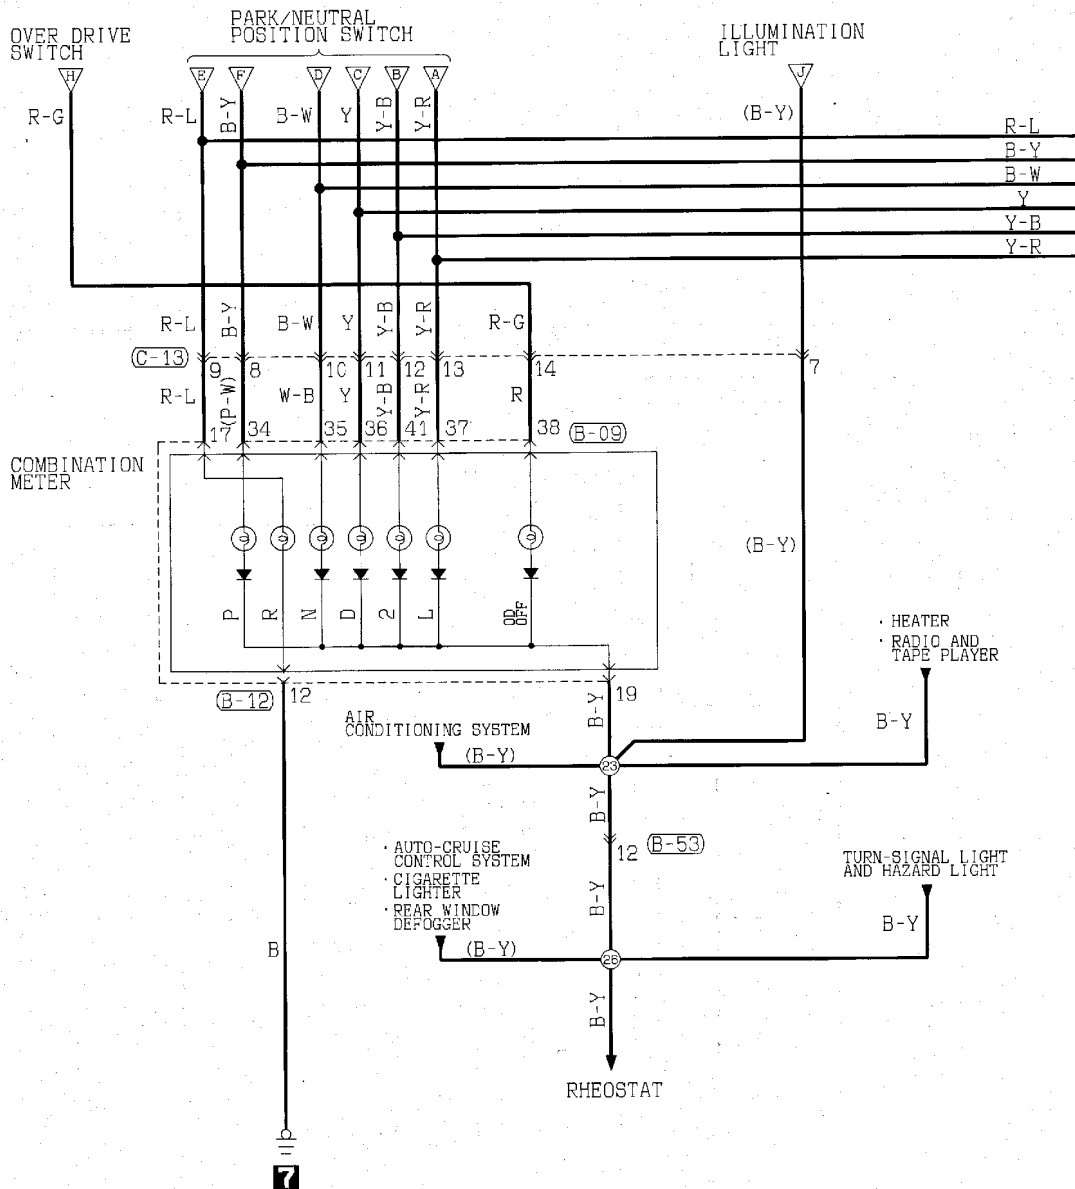 OVER DRIVE
SWITCH
PARK/NEUTRAL
POSITION SWITCH
ILLUMINATION
LIGHT
H E F D C B A J
R-G R-L B-Y B-W Y Y-B Y-R (B-Y)
R-L
B-Y
B-W
Y
Y-B
Y-R
R-L B-Y B-W Y Y-B Y-R R-G
C-13 9 8 10 11 12 13 14 7
R-L (P-W) W-B Y Y-B Y-R R
17 34 35 36 41 37 38 B-09
COMBINATION
METER
(B-Y)
P R N D 2 L OD
OFF
· HEATER
· RADIO AND
TAPE PLAYER
B-12 12 19
B-Y
AIR
CONDITIONING SYSTEM
(B-Y)
B-Y
23
B-Y
12 B-53
· AUTO-CRUISE
CONTROL SYSTEM
· CIGARETTE
LIGHTER
· REAR WINDOW
DEFOGGER
TURN-SIGNAL LIGHT
AND HAZARD LIGHT
B-Y
B-Y
B
(B-Y)
26
B-Y
RHEOSTAT
7